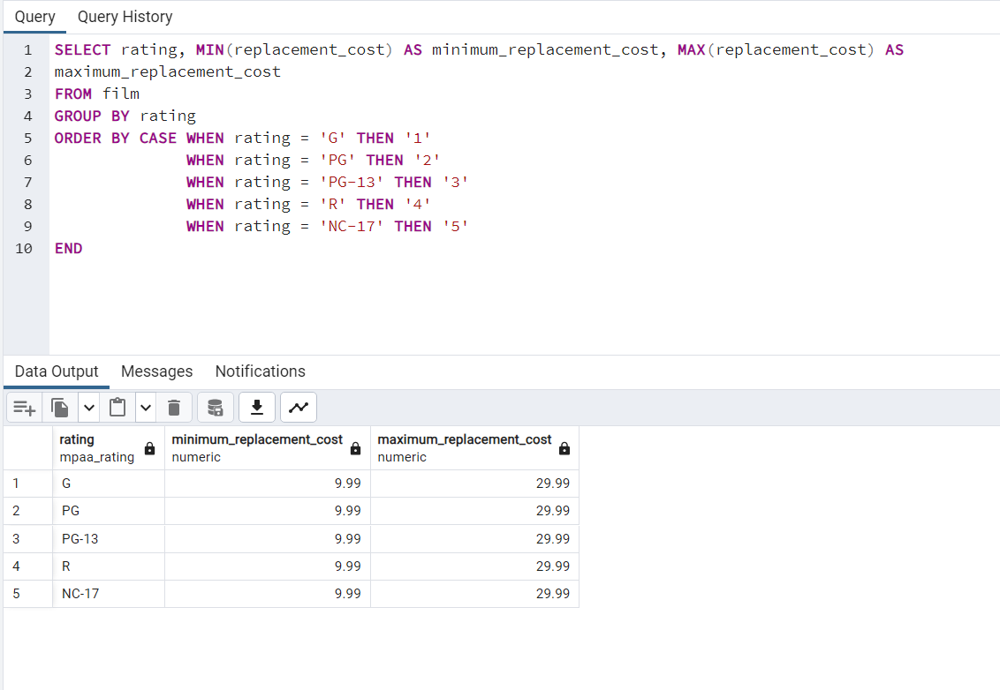 Query Query History
1 SELECT rating, MIN(replacement_cost) AS minimum_replacement_cost, MAX(replacement_cost) AS
2 maximum_replacement_cost
3 FROM film
4 GROUP BY rating
5 ORDER BY CASE WHEN rating = 'G' THEN '1'
6 WHEN rating = 'PG' THEN '2'
7 WHEN rating = 'PG-13' THEN '3'
8 WHEN rating = 'R' THEN '4'
9 WHEN rating = 'NC-17' THEN '5'
10 END
Data Output Messages Notifications
rating minimum_replacement_cost maximum_replacement_cost
mpaa_rating numeric numeric
1 G 9.99 29.99
2 PG 9.99 29.99
3 PG-13 9.99 29.99
4 R 9.99 29.99
5 NC-17 9.99 29.99